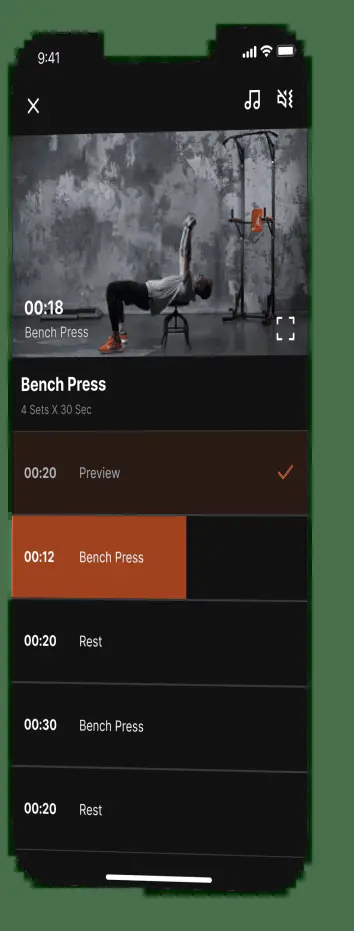 9:41
00:18
Bench Press
Bench Press
4 Sets X 30 Sec
00:20 Preview
00:12 Bench Press
00:20 Rest
00:30 Bench Press
00:20 Rest